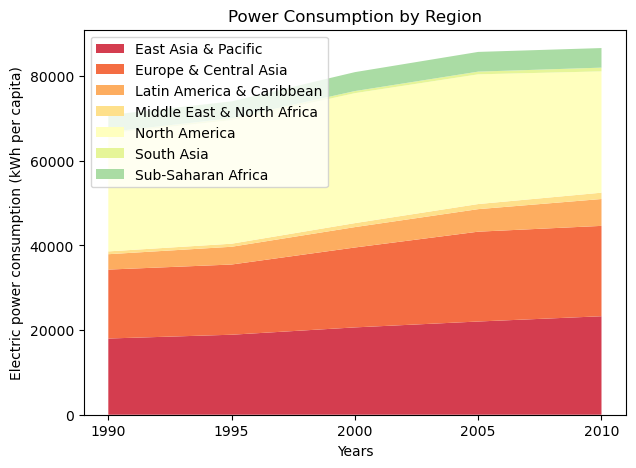 Power Consumption by Region
Electric power consumption (kWh per capita)
80000
60000
40000
20000
0
East Asia & Pacific
Europe & Central Asia
Latin America & Caribbean
Middle East & North Africa
North America
South Asia
Sub-Saharan Africa
1990 1995 2000 2005 2010
Years